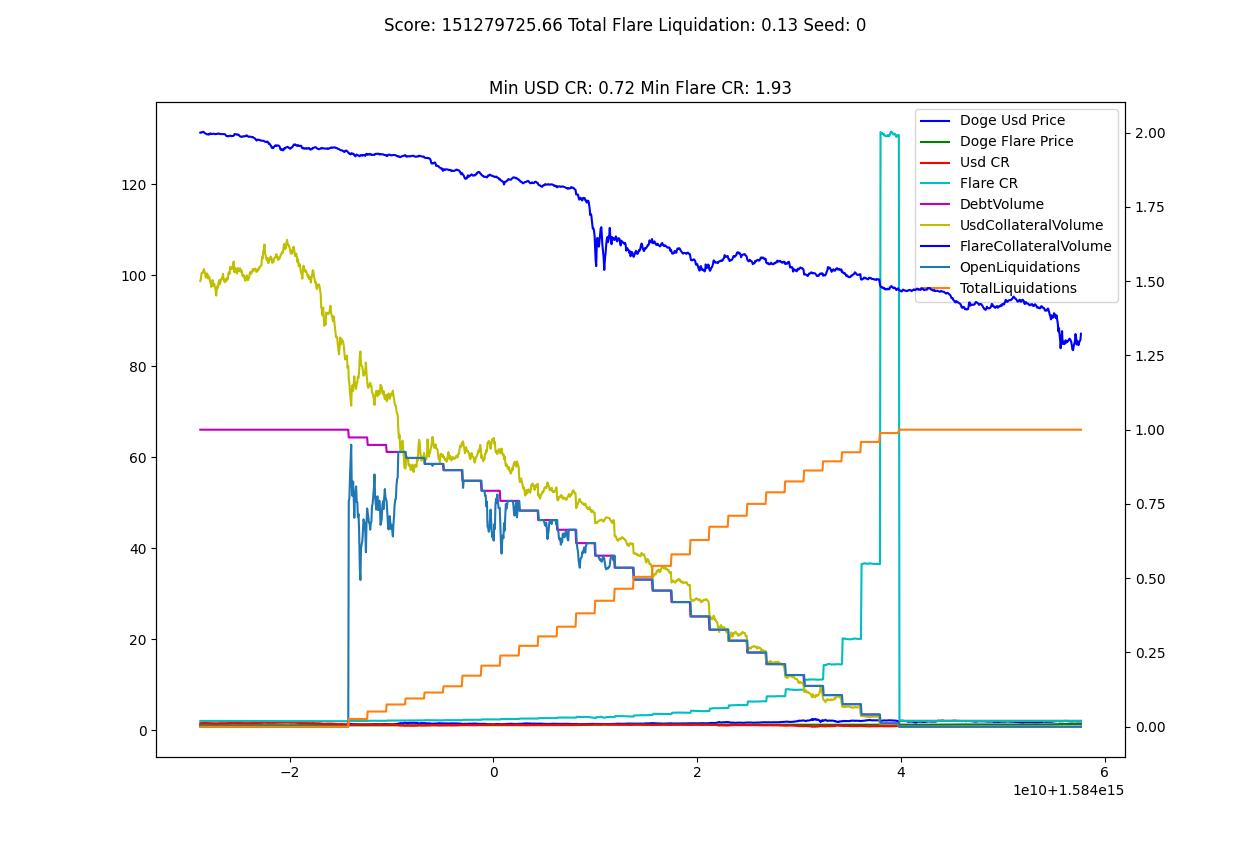 Score: 151279725.66 Total Flare Liquidation: 0.13 Seed: 0
Min USD CR: 0.72 Min Flare CR: 1.93
Doge Usd Price
Doge Flare Price
Usd CR
Flare CR
DebtVolume
UsdCollateralVolume
FlareCollateralVolume
OpenLiquidations
TotalLiquidations
120
100
80
60
40
20
0
2.00
1.75
1.50
1.25
1.00
0.75
0.50
0.25
0.00
−2
0
2
4
6
1e10+1.584e15